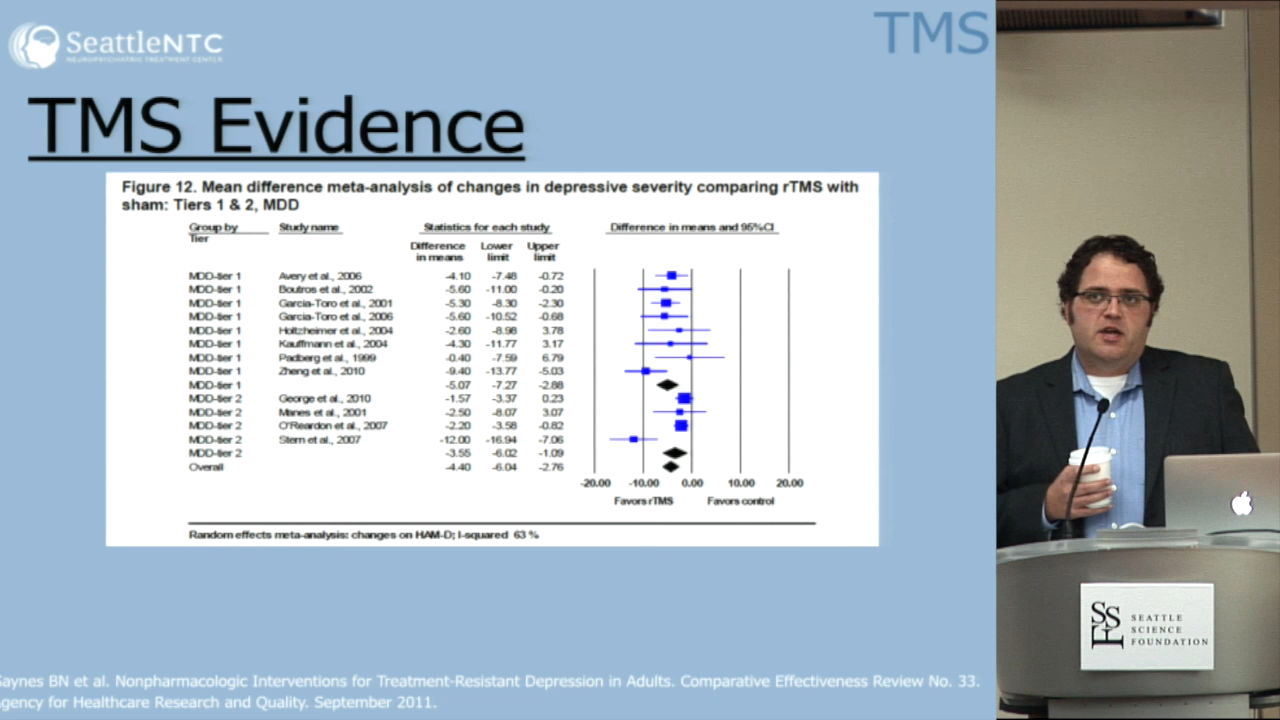 SeattleNTC
NEUROPSYCHIATRIC TREATMENT CENTER
TMS
TMS Evidence
Figure 12. Mean difference meta-analysis of changes in depressive severity comparing rTMS with
sham: Tiers 1 & 2, MDD
Group by Tier Study name Statistics for each study Difference in means and 95%CI
Difference in means Lower limit Upper limit
MDD-tier 1 Avery et al., 2006 -4.10 -7.48 -0.72
MDD-tier 1 Boutros et al., 2002 -5.60 -11.00 -0.20
MDD-tier 1 Garcia-Toro et al., 2001 -5.30 -8.30 -2.30
MDD-tier 1 Garcia-Toro et al., 2006 -5.60 -10.52 -0.68
MDD-tier 1 Holtzheimer et al., 2004 -2.60 -8.98 3.78
MDD-tier 1 Kauffmann et al., 2004 -4.30 -11.77 3.17
MDD-tier 1 Padberg et al., 1999 -0.40 -7.59 6.79
MDD-tier 1 Zheng et al., 2010 -9.40 -13.77 -5.03
MDD-tier 1 -5.07 -7.27 -2.88
MDD-tier 2 George et al., 2010 -1.57 -3.37 0.23
MDD-tier 2 Manes et al., 2001 -2.50 -8.07 3.07
MDD-tier 2 O'Reardon et al., 2007 -2.20 -3.58 -0.82
MDD-tier 2 Stern et al., 2007 -12.00 -16.94 -7.06
MDD-tier 2 -3.55 -6.02 -1.09
Overall -4.40 -6.04 -2.76
-20.00 -10.00 0.00 10.00 20.00
Favors rTMS Favors control
Random effects meta-analysis: changes on HAM-D; I-squared 63 %
Gaynes BN et al. Nonpharmacologic Interventions for Treatment-Resistant Depression in Adults. Comparative Effectiveness Review No. 33.
Agency for Healthcare Research and Quality. September 2011.
SSF
SEATTLE
SCIENCE
FOUNDATION